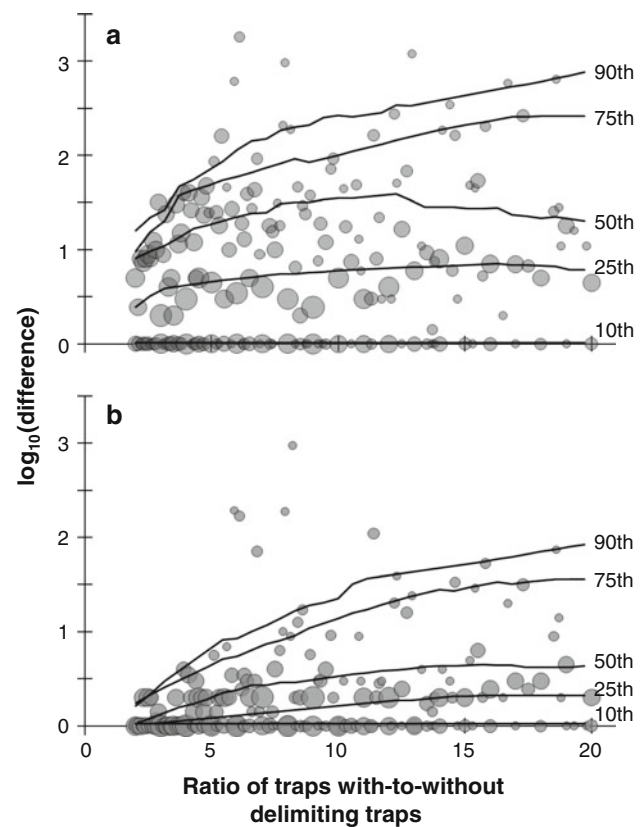 a
3
2
1
0
90th
75th
50th
25th
10th
log10(difference)
b
3
2
1
0
90th
75th
50th
25th
10th
0
5
10
15
20
Ratio of traps with-to-without
delimiting traps